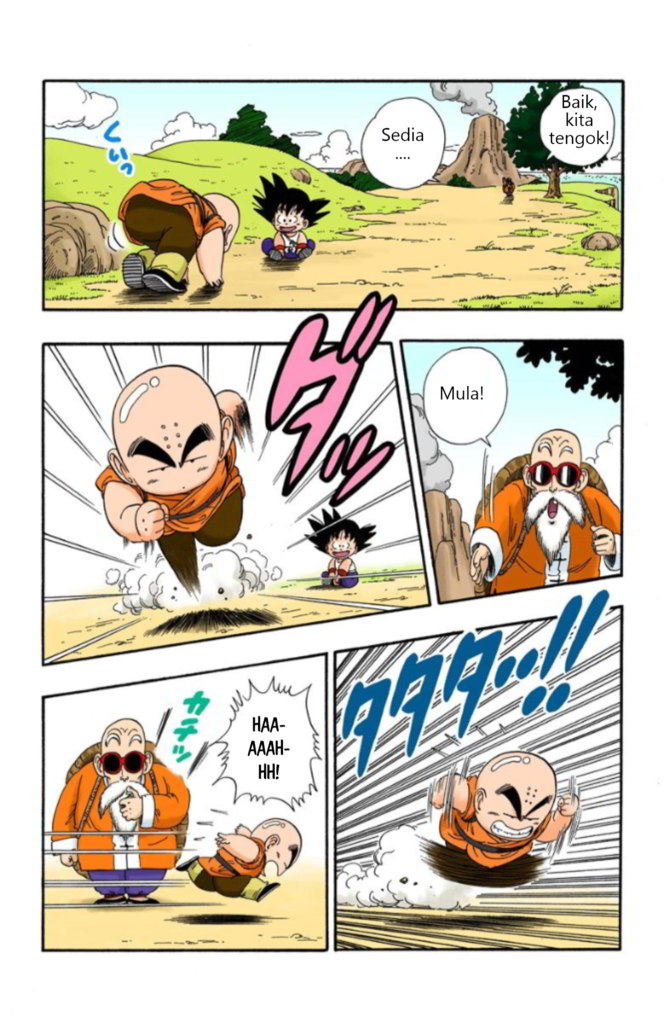 Baik,
kita
tengok!
Sedia
....
くいっ
Mula!
ダッ
タタタッ!!
HAA-
AAAH-
HH!
カチッ